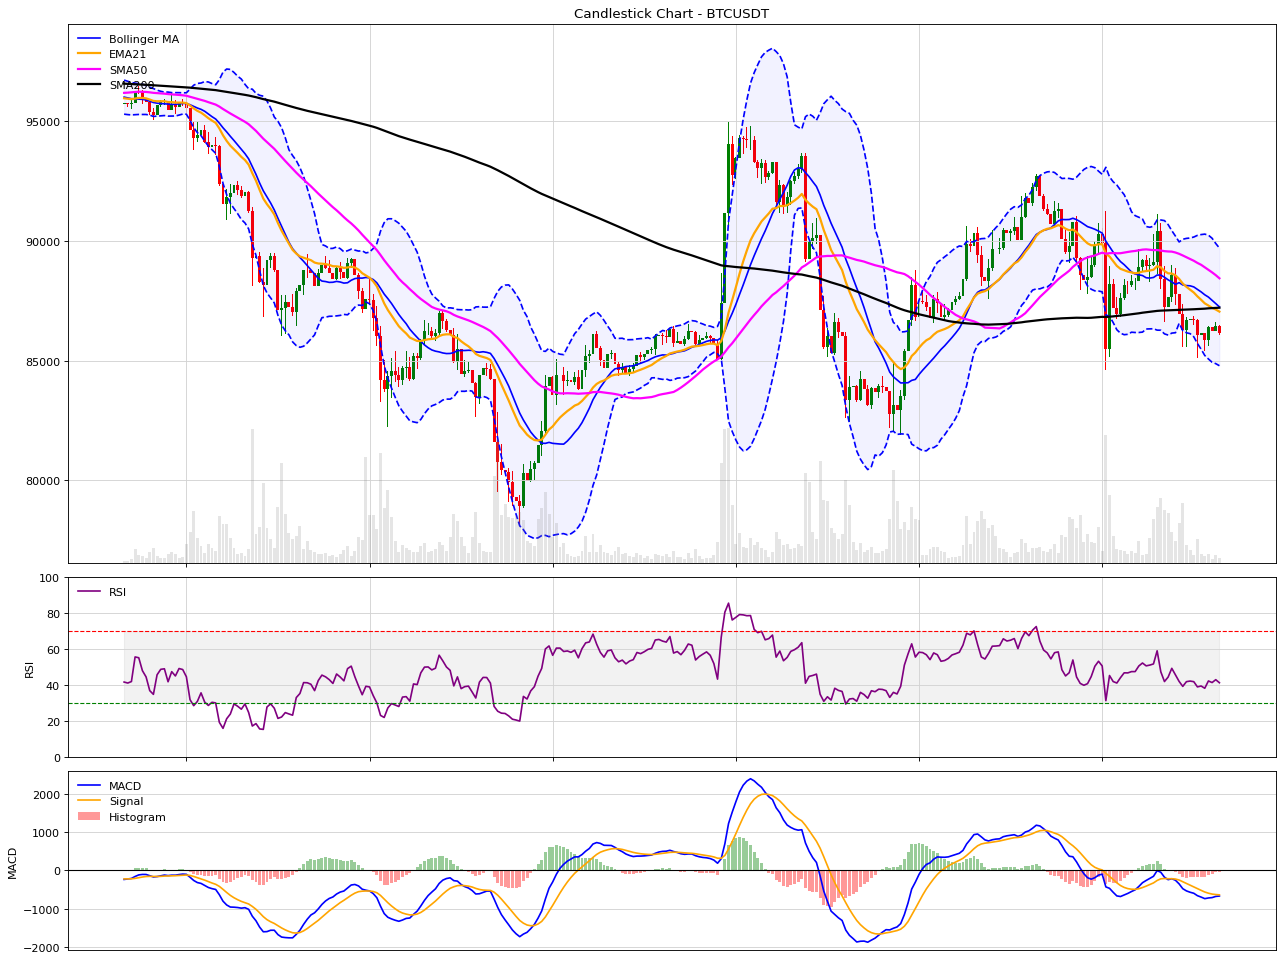 Candlestick Chart - BTCUSDT
Bollinger MA
EMA21
SMA50
SMA200
95000
90000
85000
80000
100
RSI
80
60
RSI
40
20
0
MACD
2000
Signal
Histogram
1000
MACD
0
−1000
−2000